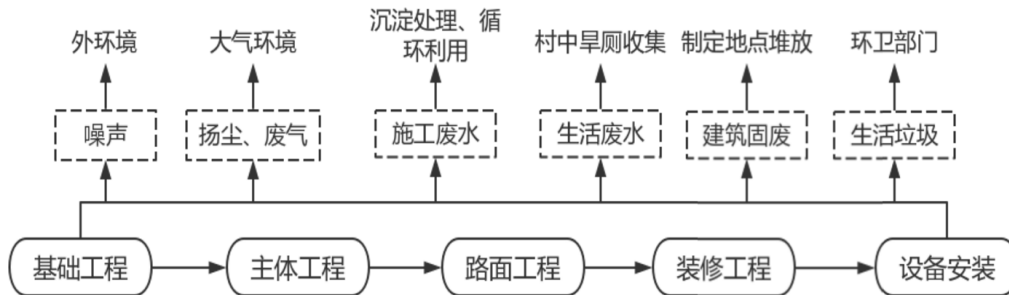 外环境
大气环境
沉淀处理、循
环利用
村中旱厕收集
制定地点堆放
环卫部门
噪声
扬尘、废气
施工废水
生活废水
建筑固废
生活垃圾
基础工程
主体工程
路面工程
装修工程
设备安装